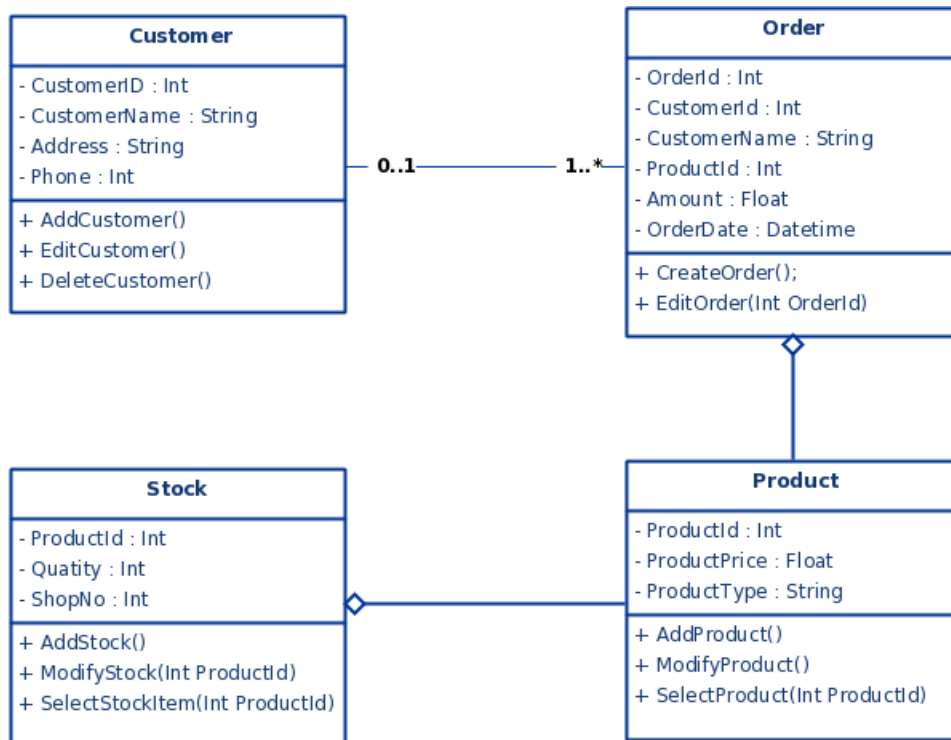 Customer
- CustomerID : Int
- CustomerName : String
- Address : String
- Phone : Int
+ AddCustomer()
+ EditCustomer()
+ DeleteCustomer()
0..1
1..*
Order
- OrderId : Int
- CustomerId : Int
- CustomerName : String
- ProductId : Int
- Amount : Float
- OrderDate : Datetime
+ CreateOrder();
+ EditOrder(Int OrderId)
Stock
- ProductId : Int
- Quatity : Int
- ShopNo : Int
+ AddStock()
+ ModifyStock(Int ProductId)
+ SelectStockItem(Int ProductId)
Product
- ProductId : Int
- ProductPrice : Float
- ProductType : String
+ AddProduct()
+ ModifyProduct()
+ SelectProduct(Int ProductId)